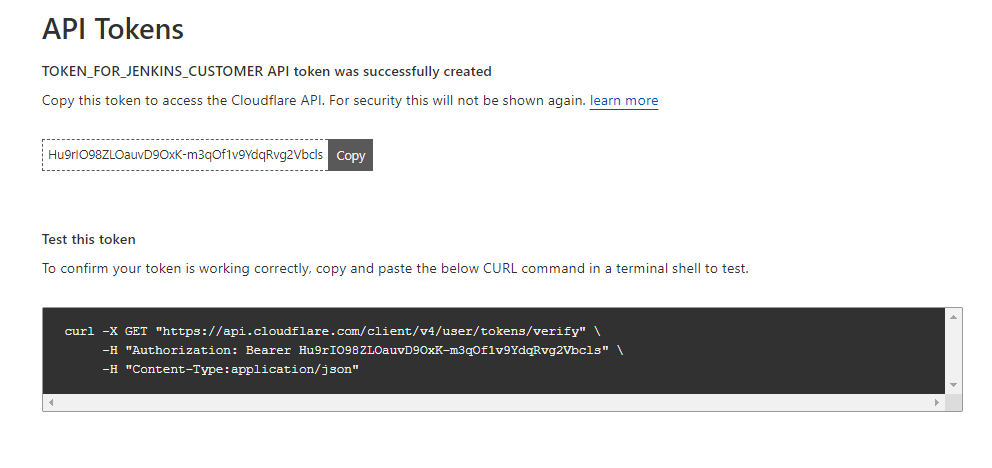 API Tokens
TOKEN_FOR_JENKINS_CUSTOMER API token was successfully created
Copy this token to access the Cloudflare API. For security this will not be shown again. learn more
Hu9rIO98ZLOauvD9OxK-m3qOf1v9YdqRvg2Vbcls Copy
Test this token
To confirm your token is working correctly, copy and paste the below CURL command in a terminal shell to test.
curl -X GET "https://api.cloudflare.com/client/v4/user/tokens/verify" \
-H "Authorization: Bearer Hu9rIO98ZLOauvD9OxK-m3qOf1v9YdqRvg2Vbcls" \
-H "Content-Type:application/json"